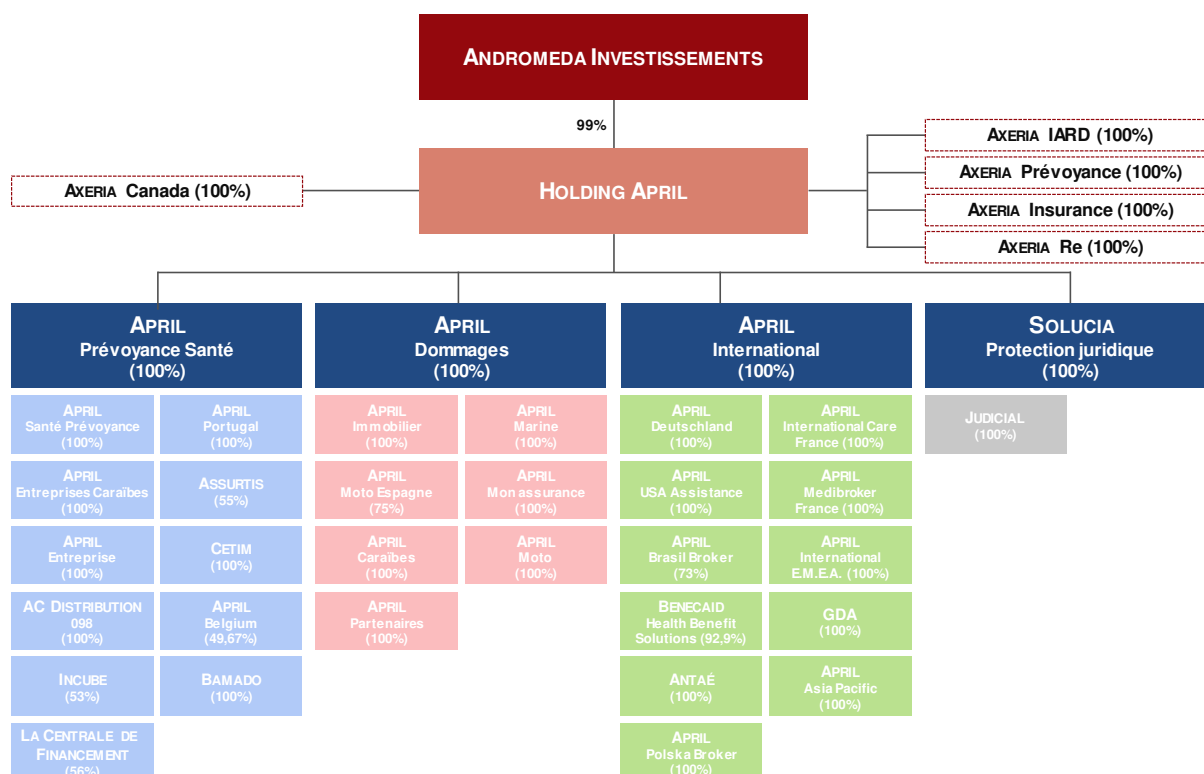 ANDROMEDA INVESTISSEMENTS
99%
AXERIA IARD (100%)
AXERIA Prévoyance (100%)
AXERIA Canada (100%)
HOLDING APRIL
AXERIA Insurance (100%)
AXERIA Re (100%)
APRIL
Prévoyance Santé
(100%)
APRIL
Dommages
(100%)
APRIL
International
(100%)
SOLUCIA
Protection juridique
(100%)
APRIL
Santé Prévoyance
(100%)
APRIL
Portugal
(100%)
APRIL
Entreprises Caraïbes
(100%)
ASSURTIS
(55%)
APRIL
Entreprise
(100%)
CETIM
(100%)
AC DISTRIBUTION
098
(100%)
APRIL
Belgium
(49,67%)
INCUBE
(53%)
BAMADO
(100%)
LA CENTRALE DE
FINANCEMENT
(56%)
APRIL
Immobilier
(100%)
APRIL
Marine
(100%)
APRIL
Moto Espagne
(75%)
APRIL
Mon assurance
(100%)
APRIL
Caraïbes
(100%)
APRIL
Moto
(100%)
APRIL
Partenaires
(100%)
APRIL
Deutschland
(100%)
APRIL
International Care
France (100%)
APRIL
USA Assistance
(100%)
APRIL
Medibroker
France (100%)
APRIL
Brasil Broker
(73%)
APRIL
International
E.M.E.A. (100%)
BENECAID
Health Benefit
Solutions (92,9%)
GDA
(100%)
ANTAÉ
(100%)
APRIL
Asia Pacific
(100%)
APRIL
Polska Broker
(100%)
JUDICIAL
(100%)